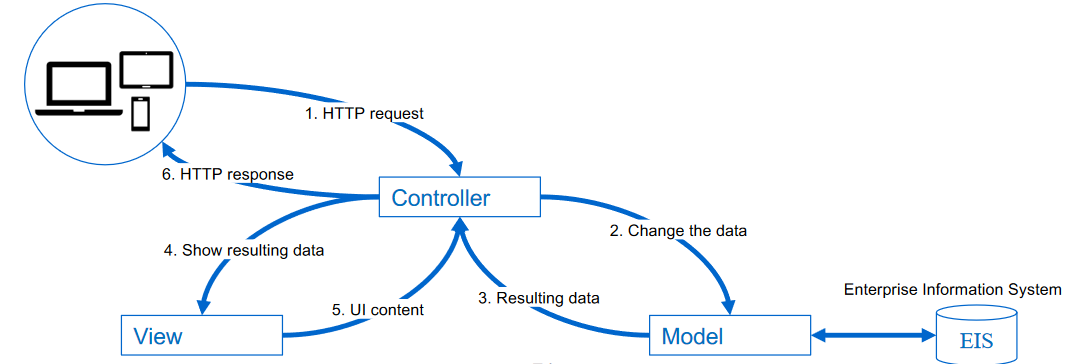 1. HTTP request
6. HTTP response
Controller
2. Change the data
4. Show resulting data
3. Resulting data
5. UI content
Enterprise Information System
View
Model
EIS